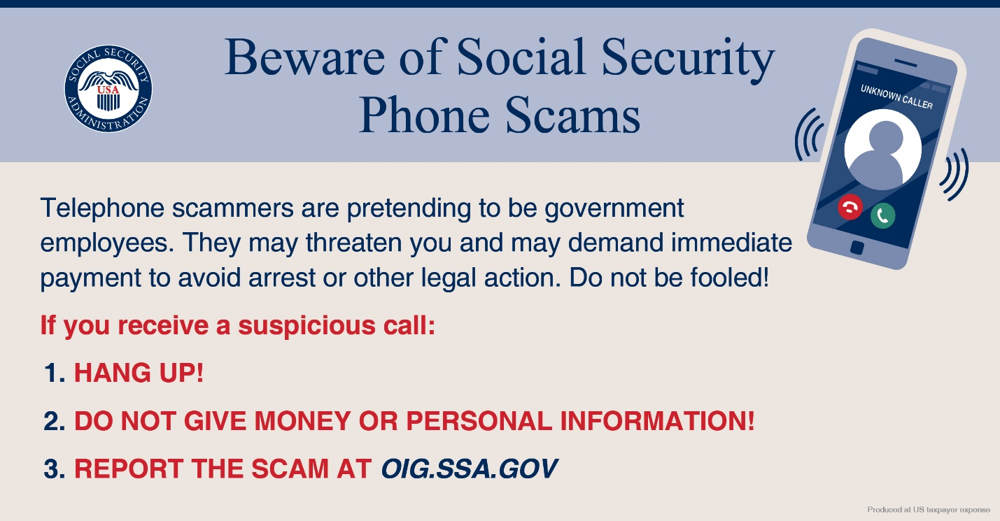 SOCIAL SECURITY ADMINISTRATION
USA
Beware of Social Security
Phone Scams
UNKNOWN CALLER
Telephone scammers are pretending to be government
employees. They may threaten you and may demand immediate
payment to avoid arrest or other legal action. Do not be fooled!
If you receive a suspicious call:
1. HANG UP!
2. DO NOT GIVE MONEY OR PERSONAL INFORMATION!
3. REPORT THE SCAM AT OIG.SSA.GOV
Produced at US taxpayer expense